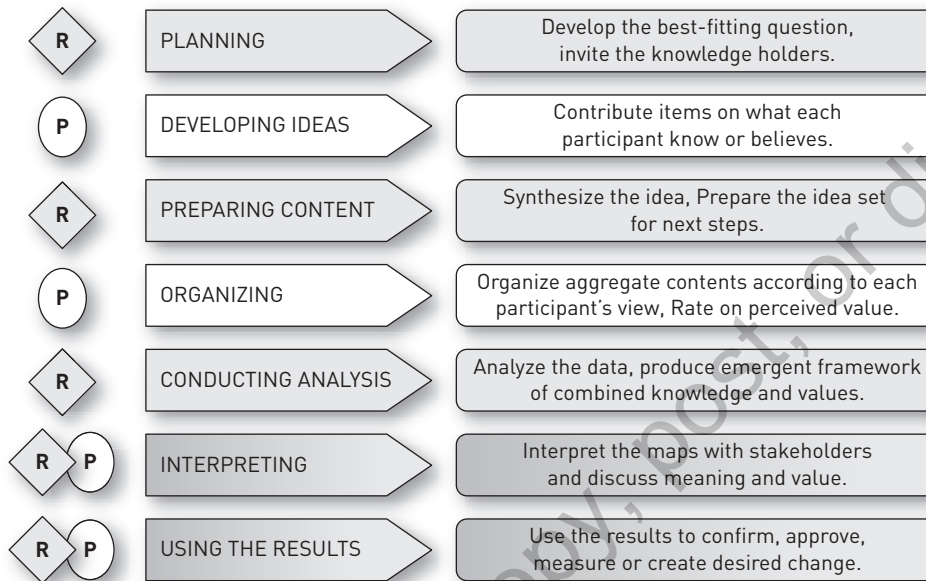 R
PLANNING
Develop the best-fitting question,
invite the knowledge holders.
P
DEVELOPING IDEAS
Contribute items on what each
participant know or believes.
R
PREPARING CONTENT
Synthesize the idea, Prepare the idea set
for next steps.
P
ORGANIZING
Organize aggregate contents according to each
participant's view, Rate on perceived value.
R
CONDUCTING ANALYSIS
Analyze the data, produce emergent framework
of combined knowledge and values.
R P
INTERPRETING
Interpret the maps with stakeholders
and discuss meaning and value.
R P
USING THE RESULTS
Use the results to confirm, approve,
measure or create desired change.
post, or